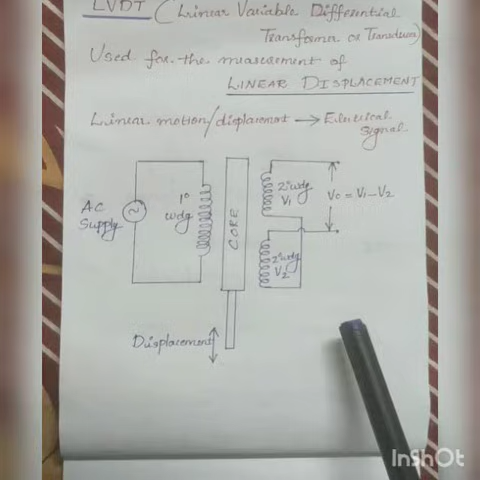 LVDT (Linear Variable Differential
Transformer or Transducer)
Used for the measurement of
LINEAR DISPLACEMENT
Linear motion/displacement → Electrical
Signal
AC
Supply
1° wdg
CORE
2° wdg
V1
V0 = V1 - V2
2° wdg
V2
Displacement
InShOt